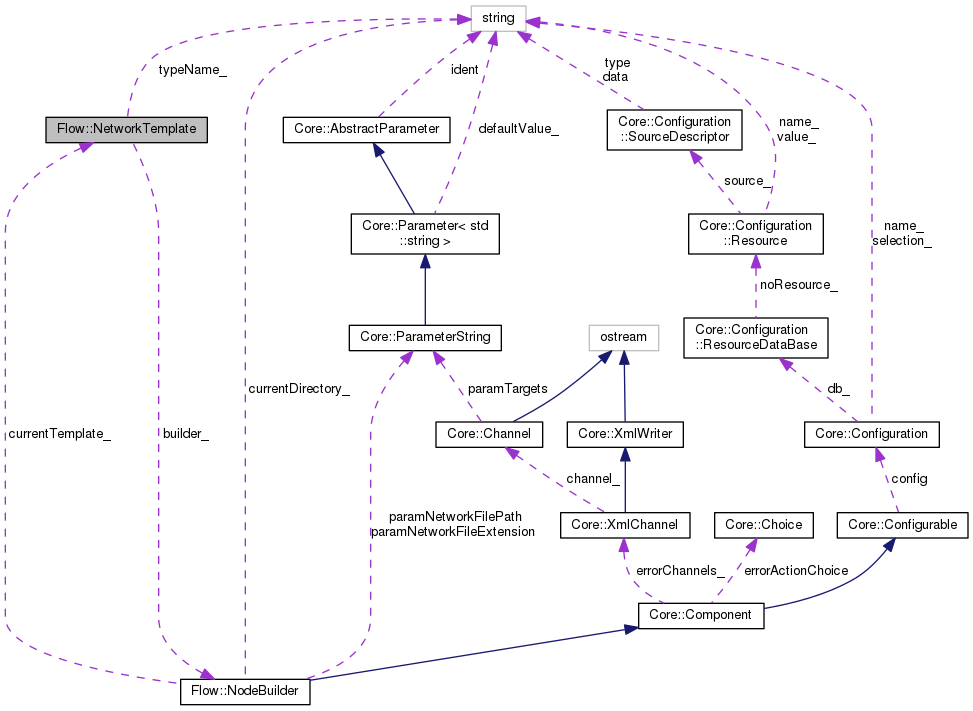 string
typeName_
ident
type
data
Flow::NetworkTemplate
Core::AbstractParameter
defaultValue_
Core::Configuration
::SourceDescriptor
name_
value_
source_
Core::Parameter< std
::string >
Core::Configuration
::Resource
name_
selection_
noResource_
Core::ParameterString
ostream
Core::Configuration
::ResourceDataBase
currentDirectory_
paramTargets
db_
currentTemplate_
builder_
Core::Channel
Core::XmlWriter
Core::Configuration
channel_
config
paramNetworkFilePath
paramNetworkFileExtension
Core::XmlChannel
Core::Choice
Core::Configurable
errorChannels_
errorActionChoice
Core::Component
Flow::NodeBuilder